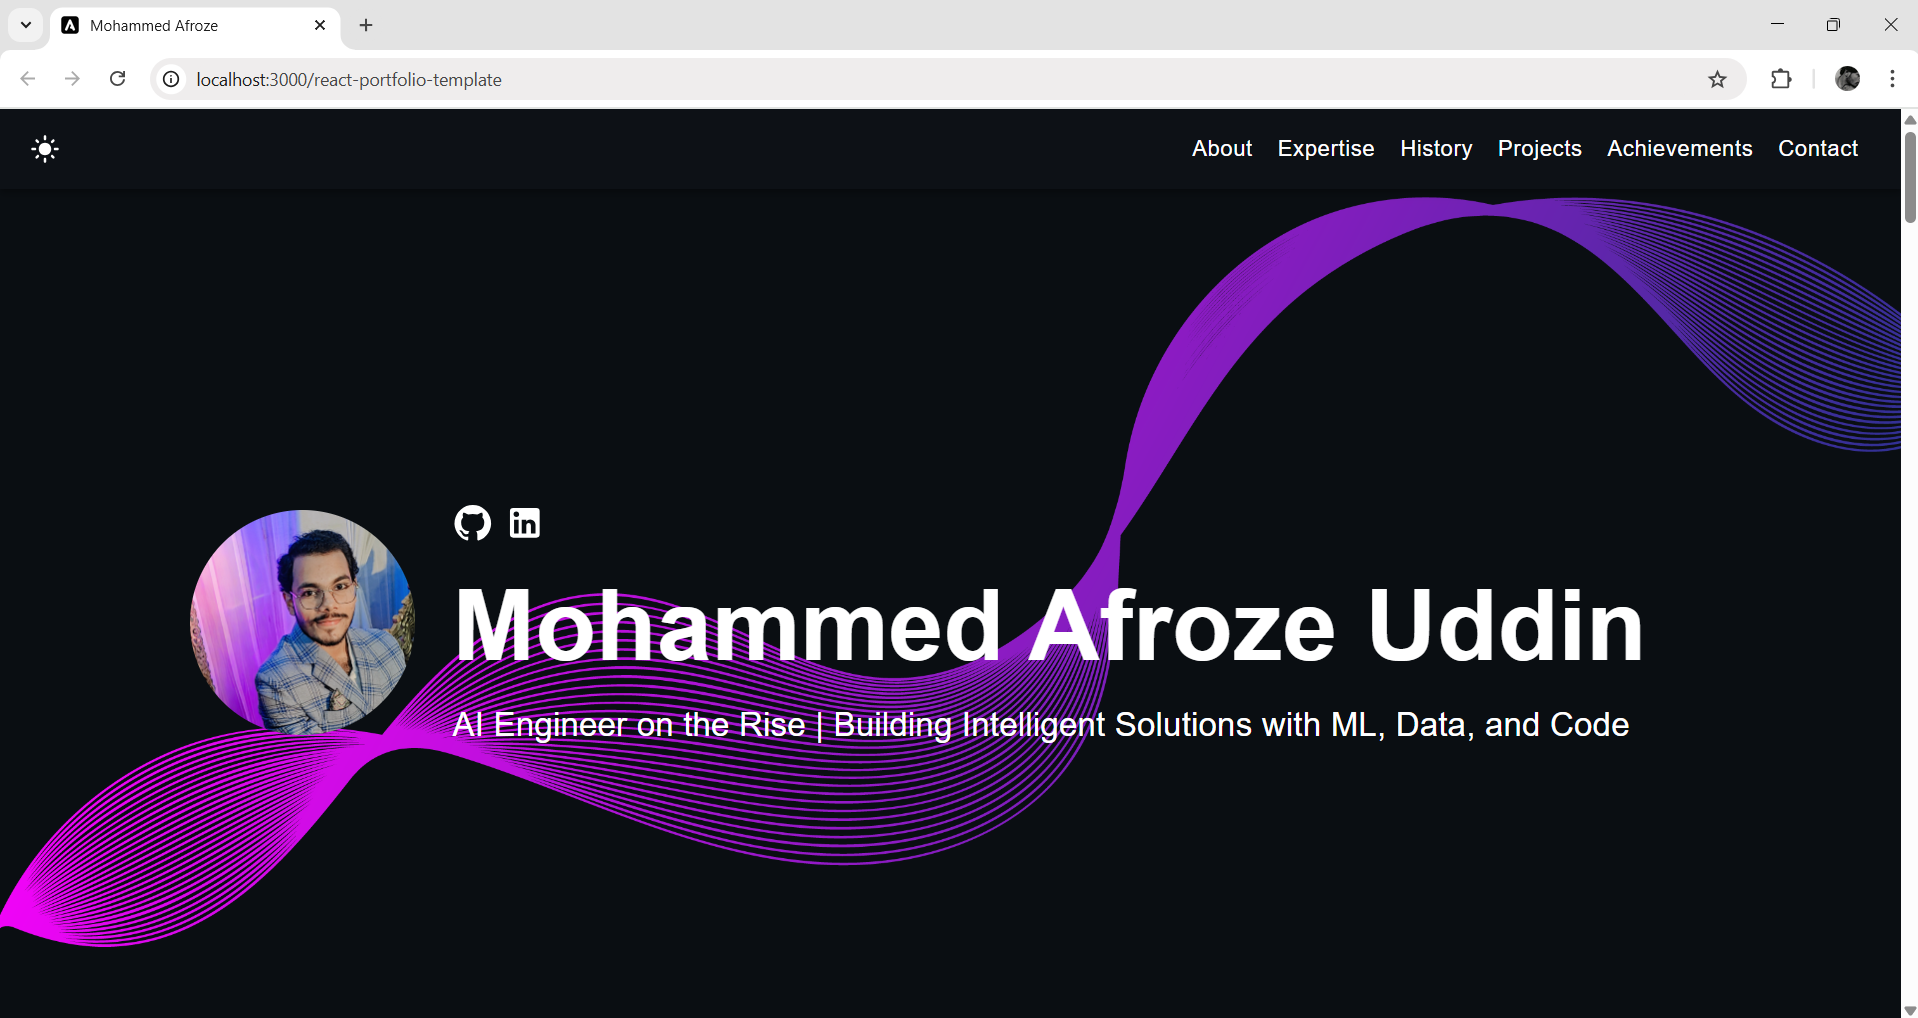 Mohammed Afroze
localhost:3000/react-portfolio-template
About Expertise History Projects Achievements Contact
in
Mohammed Afroze Uddin
AI Engineer on the Rise | Building Intelligent Solutions with ML, Data, and Code